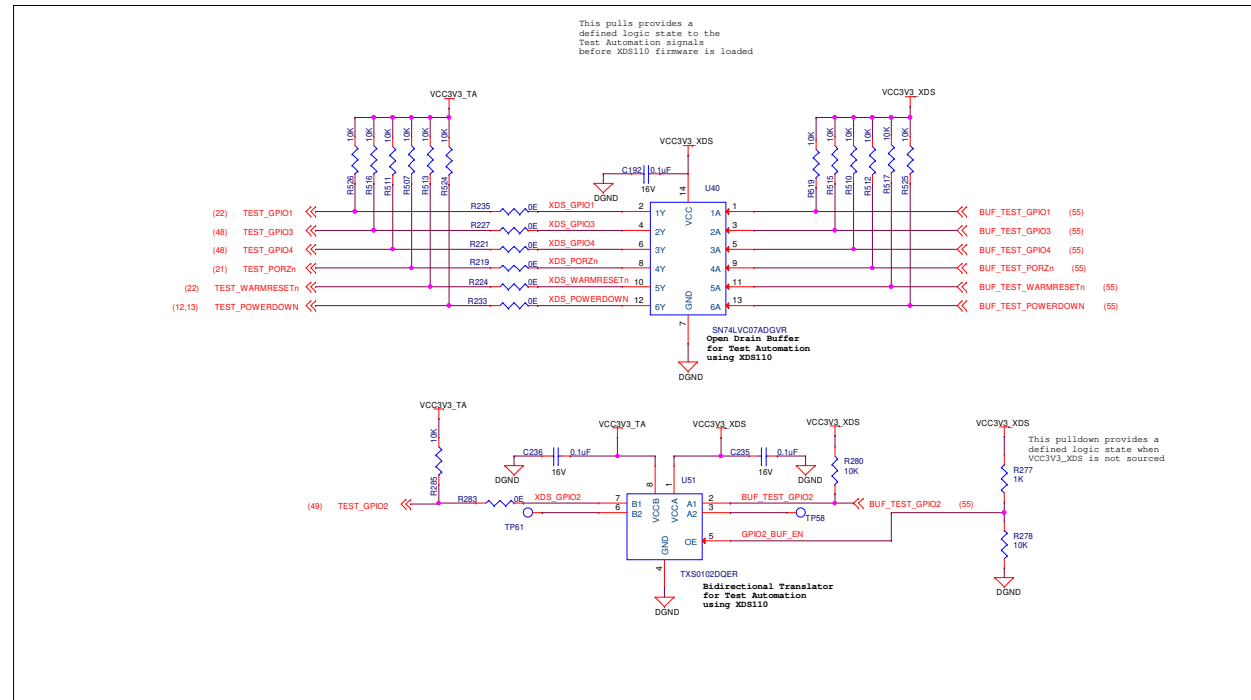 This pulls provides a
defined logic state to the
Test Automation signals
before XDS110 firmware is loaded
VCC3V3_TA
VCC3V3_XDS
10K 10K 10K 10K 10K 10K
R526 R516 R511 R507 R513 R524
VCC3V3_XDS
C192 0.1uF
16V
DGND
10K 10K 10K 10K 10K 10K
R519 R515 R510 R512 R517 R525
14
U40
VCC
(22) TEST_GPIO1 R235 0E XDS_GPIO1 2 1Y 1A 1 BUF_TEST_GPIO1 (55)
(48) TEST_GPIO3 R227 0E XDS_GPIO3 4 2Y 2A 3 BUF_TEST_GPIO3 (55)
(48) TEST_GPIO4 R221 0E XDS_GPIO4 6 3Y 3A 5 BUF_TEST_GPIO4 (55)
(21) TEST_PORZn R219 0E XDS_PORZn 8 4Y 4A 9 BUF_TEST_PORZn (55)
(22) TEST_WARMRESETn R224 0E XDS_WARMRESETn 10 5Y 5A 11 BUF_TEST_WARMRESETn (55)
(12,13) TEST_POWERDOWN R233 0E XDS_POWERDOWN 12 6Y 6A 13 BUF_TEST_POWERDOWN (55)
GND
7
SN74LVC07ADGVR
Open Drain Buffer
for Test Automation
using XDS110
DGND
VCC3V3_TA
VCC3V3_TA
VCC3V3_XDS
VCC3V3_XDS
VCC3V3_XDS
10K
R285
C236 0.1uF
16V
DGND
C235 0.1uF
16V
DGND
R280
10K
This pulldown provides a
defined logic state when
VCC3V3_XDS is not sourced
R277
1K
8
1
U51
VCCB
VCCA
(49) TEST_GPIO2 R283 0E XDS_GPIO2 7 B1 A1 2 BUF_TEST_GPIO2 BUF_TEST_GPIO2 (55)
TP61 6 B2 A2 3 TP58
GND
OE 5 GPIO2_BUF_EN
R278
10K
4
TXS0102DQER
Bidirectional Translator
for Test Automation
using XDS110
DGND
DGND